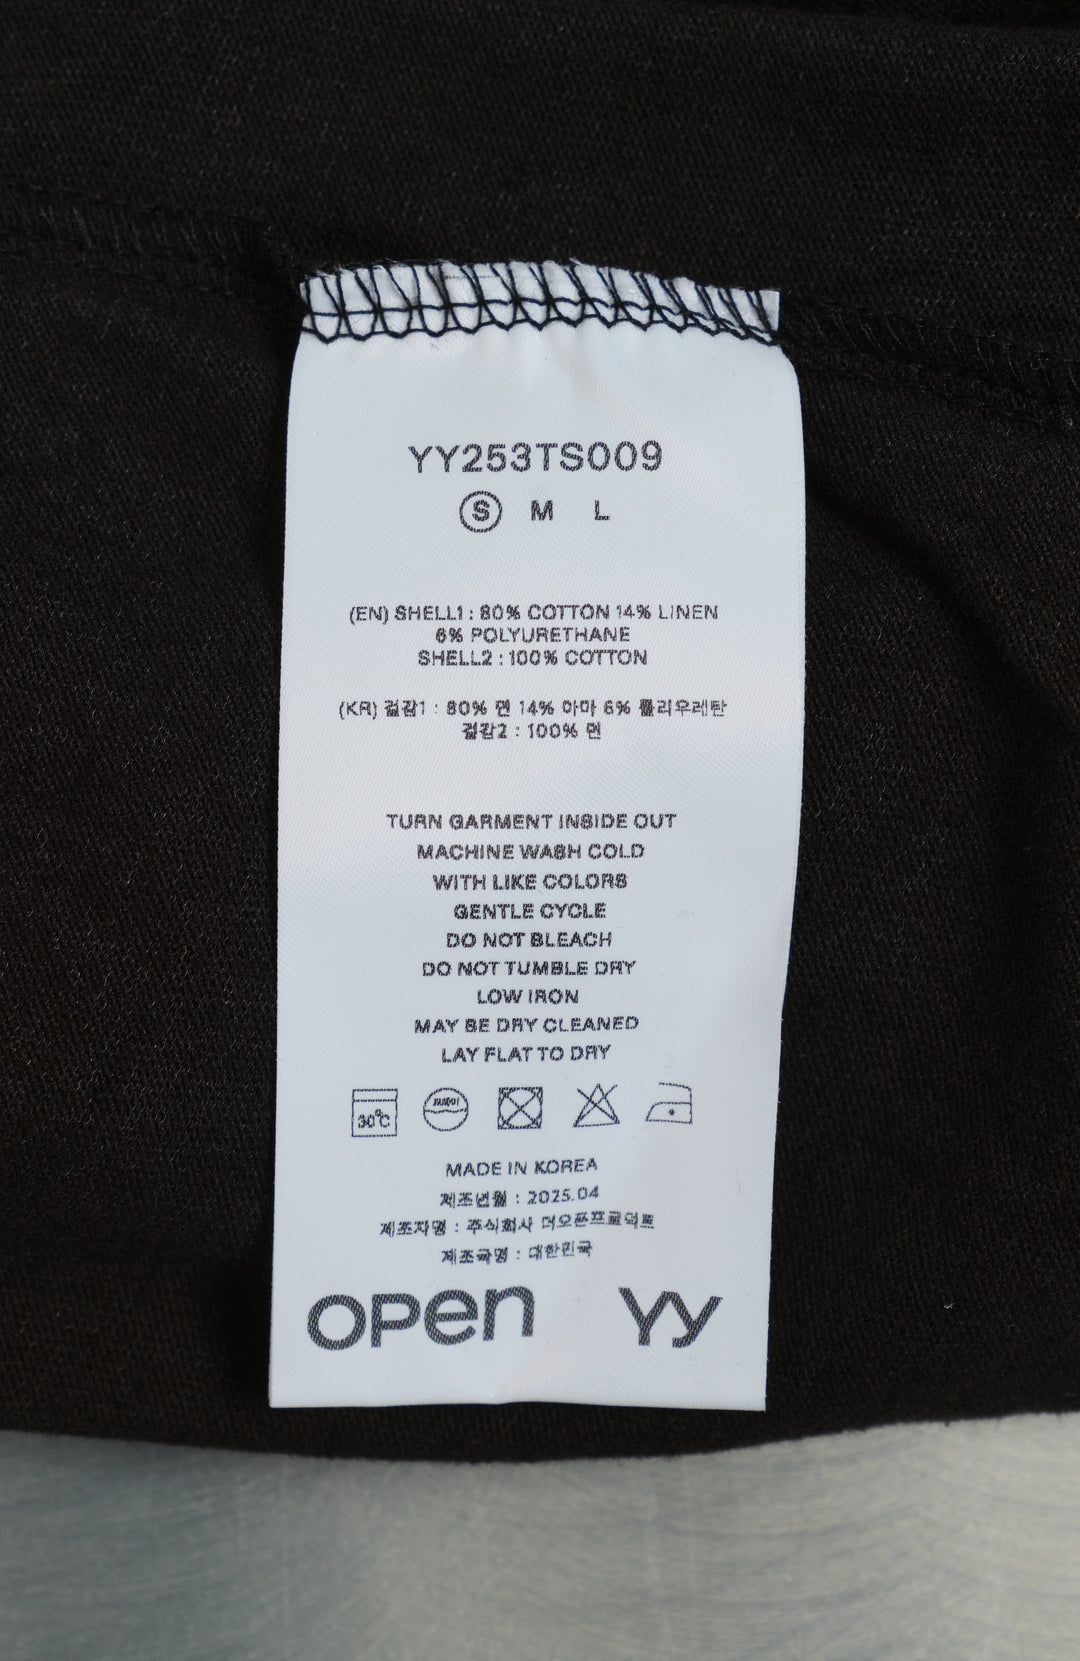 YY253TS009
S M L
(EN) SHELL1 : 80% COTTON 14% LINEN
6% POLYURETHANE
SHELL2 : 100% COTTON
(KR) 겉감1 : 80% 면 14% 아마 6% 폴리우레탄
겉감2 : 100% 면
TURN GARMENT INSIDE OUT
MACHINE WASH COLD
WITH LIKE COLORS
GENTLE CYCLE
DO NOT BLEACH
DO NOT TUMBLE DRY
LOW IRON
MAY BE DRY CLEANED
LAY FLAT TO DRY
30℃
MADE IN KOREA
제조년월 : 2025.04
제조자명 : 주식회사 더오픈프로덕트
제조국명 : 대한민국
OPEN YY